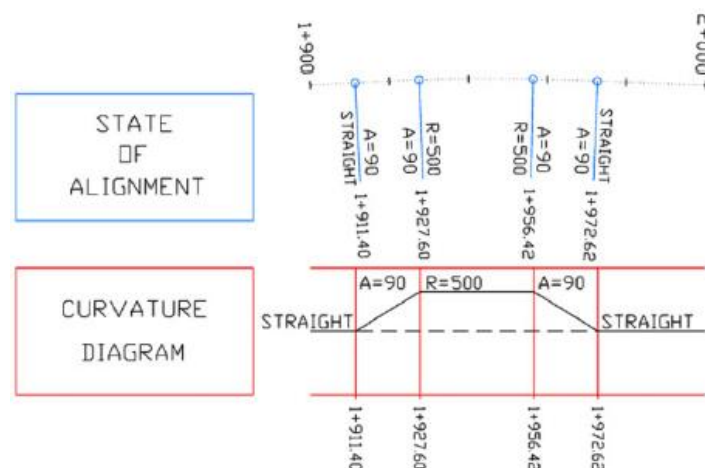 1+900
2+000
STATE
OF
ALIGNMENT
STRAIGHT
A=90
A=90
R=500
R=500
A=90
A=90
STRAIGHT
1+911.40
1+927.60
1+956.42
1+972.62
CURVATURE
DIAGRAM
STRAIGHT
A=90
R=500
A=90
STRAIGHT
1+911.40
1+927.60
1+956.42
1+972.62